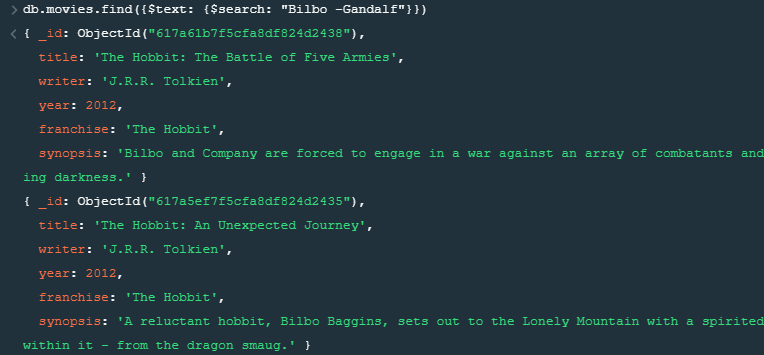 > db.movies.find({$text: {$search: "Bilbo -Gandalf"}})
< { _id: ObjectId("617a61b7f5cfa8df824d2438"),
title: 'The Hobbit: The Battle of Five Armies',
writer: 'J.R.R. Tolkien',
year: 2012,
franchise: 'The Hobbit',
synopsis: 'Bilbo and Company are forced to engage in a war against an array of combatants and
ing darkness.' }
{ _id: ObjectId("617a5ef7f5cfa8df824d2435"),
title: 'The Hobbit: An Unexpected Journey',
writer: 'J.R.R. Tolkien',
year: 2012,
franchise: 'The Hobbit',
synopsis: 'A reluctant hobbit, Bilbo Baggins, sets out to the Lonely Mountain with a spirited
within it - from the dragon smaug.' }